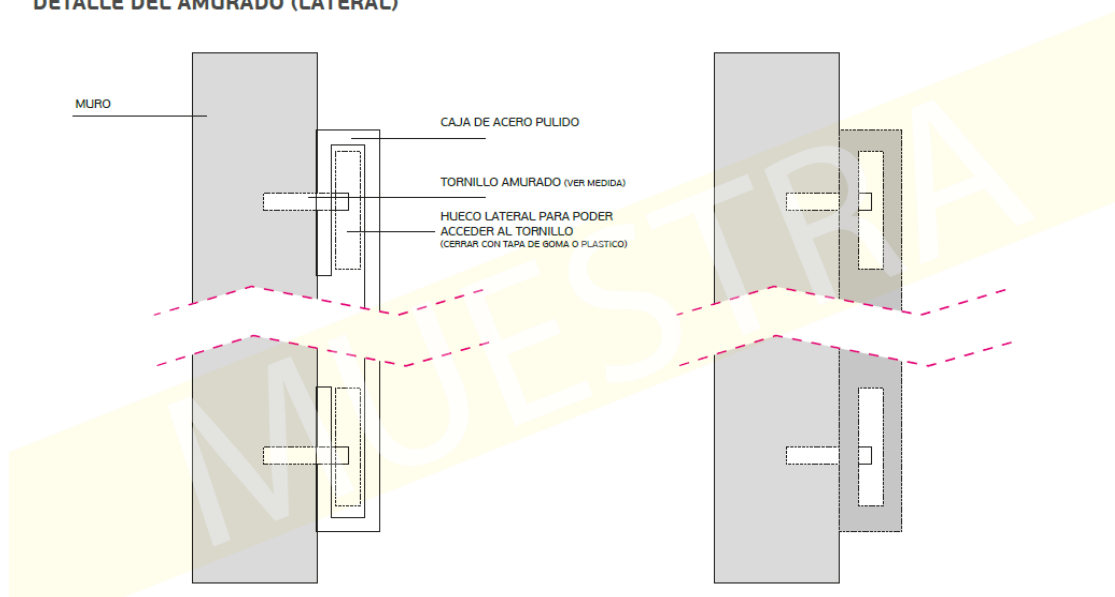 DETALLE DEL AMURADO (LATERAL)
MURO
CAJA DE ACERO PULIDO
TORNILLO AMURADO (VER MEDIDA)
HUECO LATERAL PARA PODER
ACCEDER AL TORNILLO
(CERRAR CON TAPA DE GOMA O PLASTICO)
MUESTRA